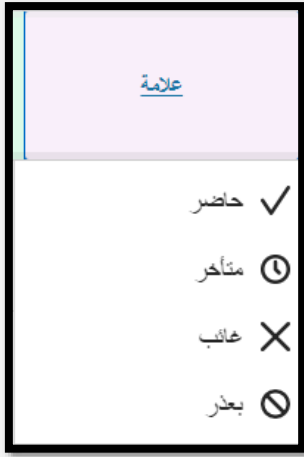 علامة
حاضر
متأخر
غائب
بعذر